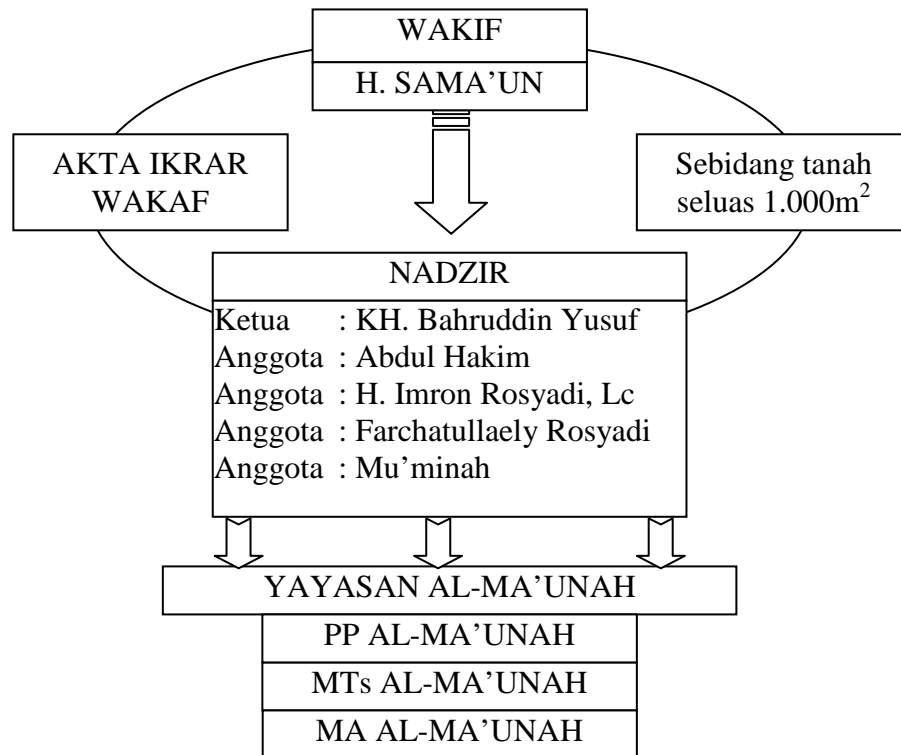 WAKIF
H. SAMA’UN
AKTA IKRAR
WAKAF
Sebidang tanah
seluas 1.000m²
NADZIR
Ketua : KH. Bahruddin Yusuf
Anggota : Abdul Hakim
Anggota : H. Imron Rosyadi, Lc
Anggota : Farchatullaely Rosyadi
Anggota : Mu’minah
YAYASAN AL-MA’UNAH
PP AL-MA’UNAH
MTs AL-MA’UNAH
MA AL-MA’UNAH